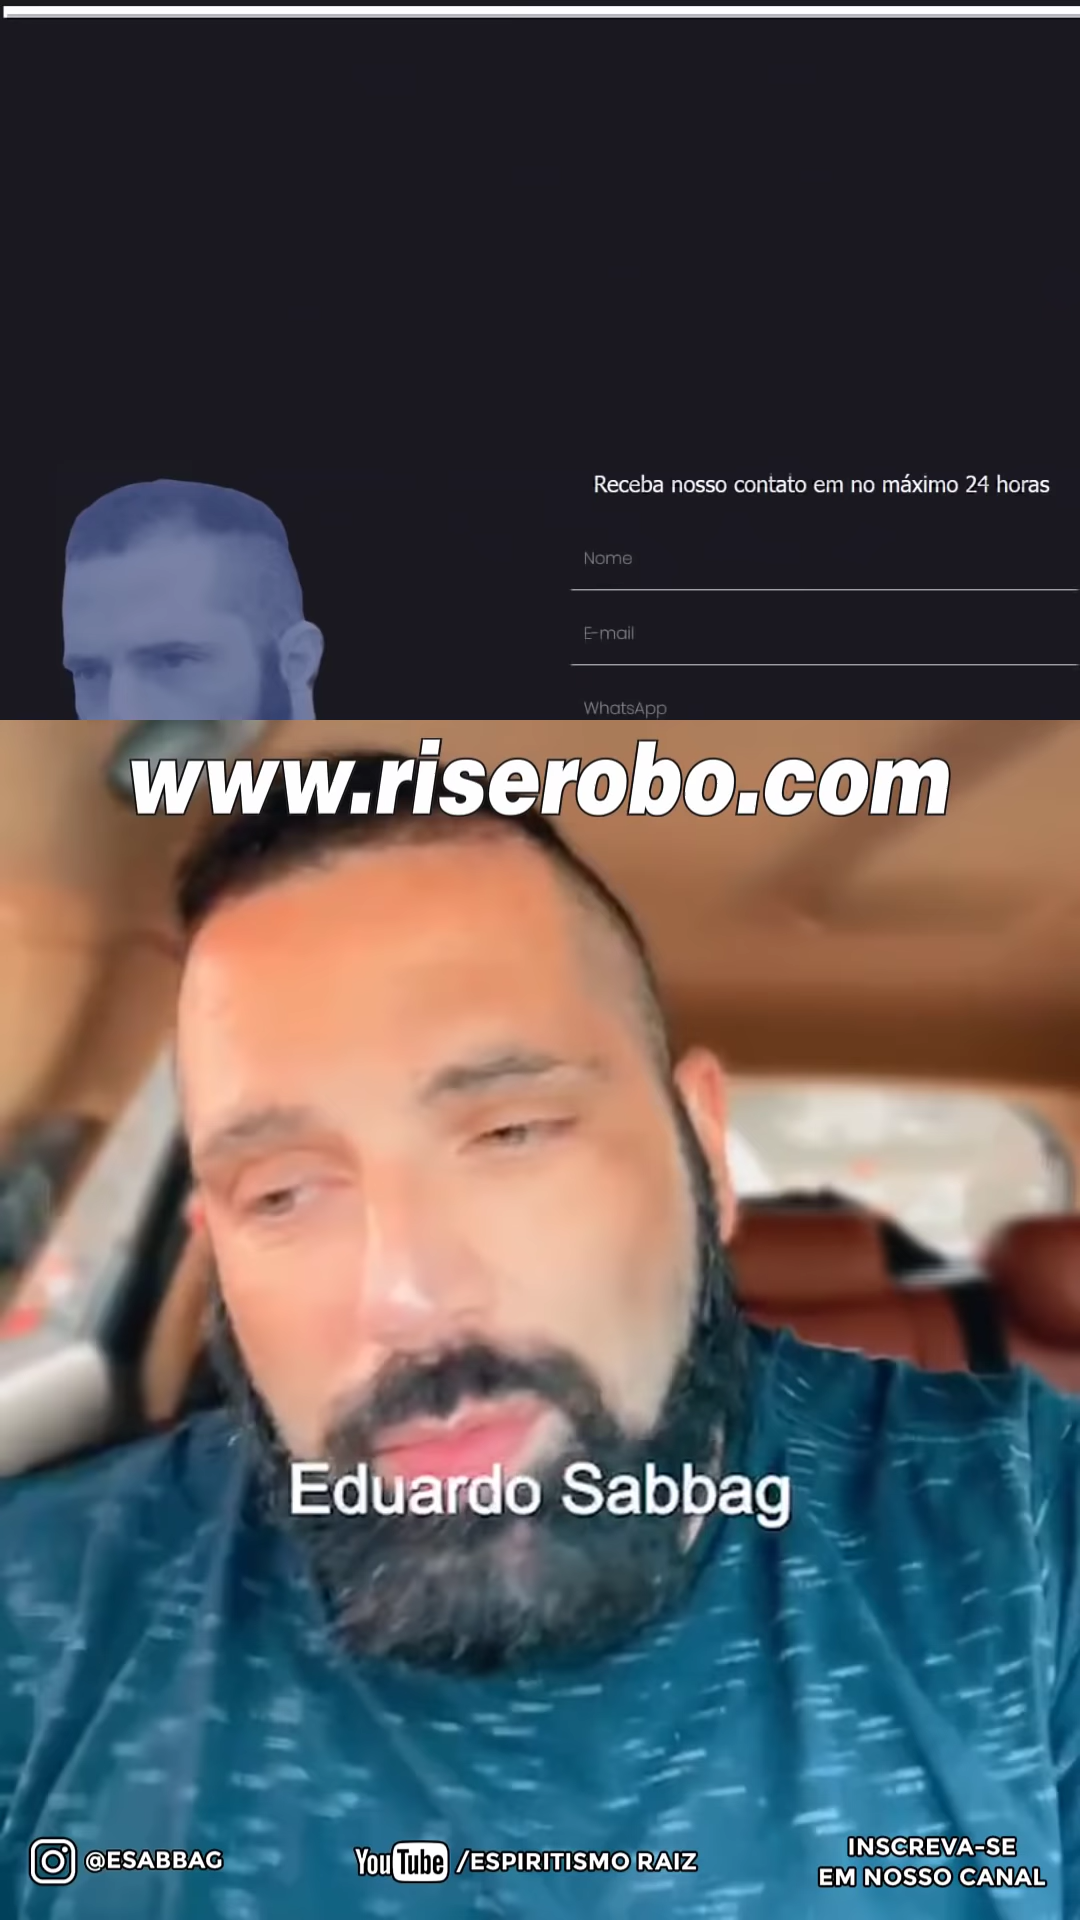 Receba nosso contato em no máximo 24 horas
Nome
E-mail
WhatsApp
www.riserobo.com
Eduardo Sabbag
@ESABBAG
YouTube /ESPIRITISMO RAIZ
INSCREVA-SE
EM NOSSO CANAL